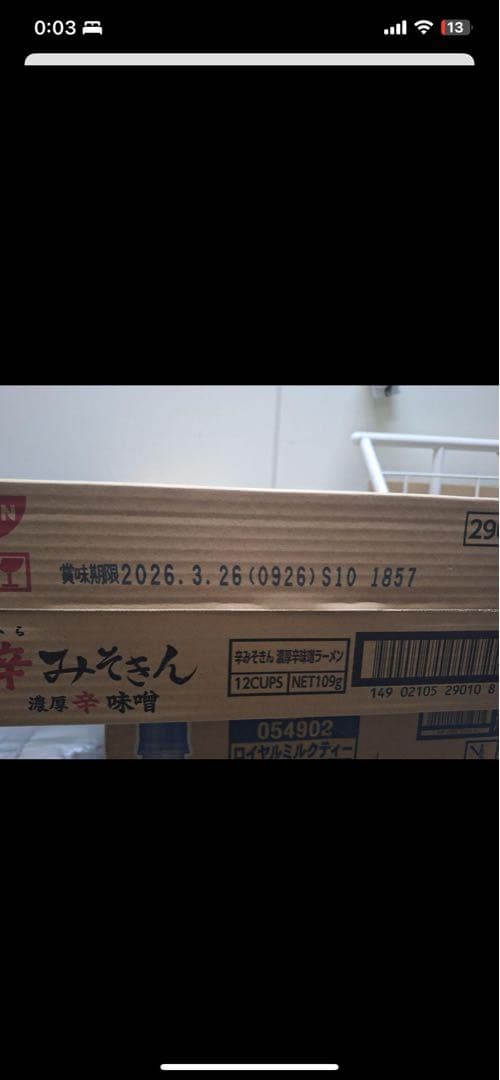 0:03
13
N
290
賞味期限2026.3.26(0926)S10 1857
から
辛みそきん
濃厚 辛 味噌
辛みそきん 濃厚辛味噌ラーメン
12CUPS NET109g
149 02105 29010 8
054902
ロイヤルミルクティー